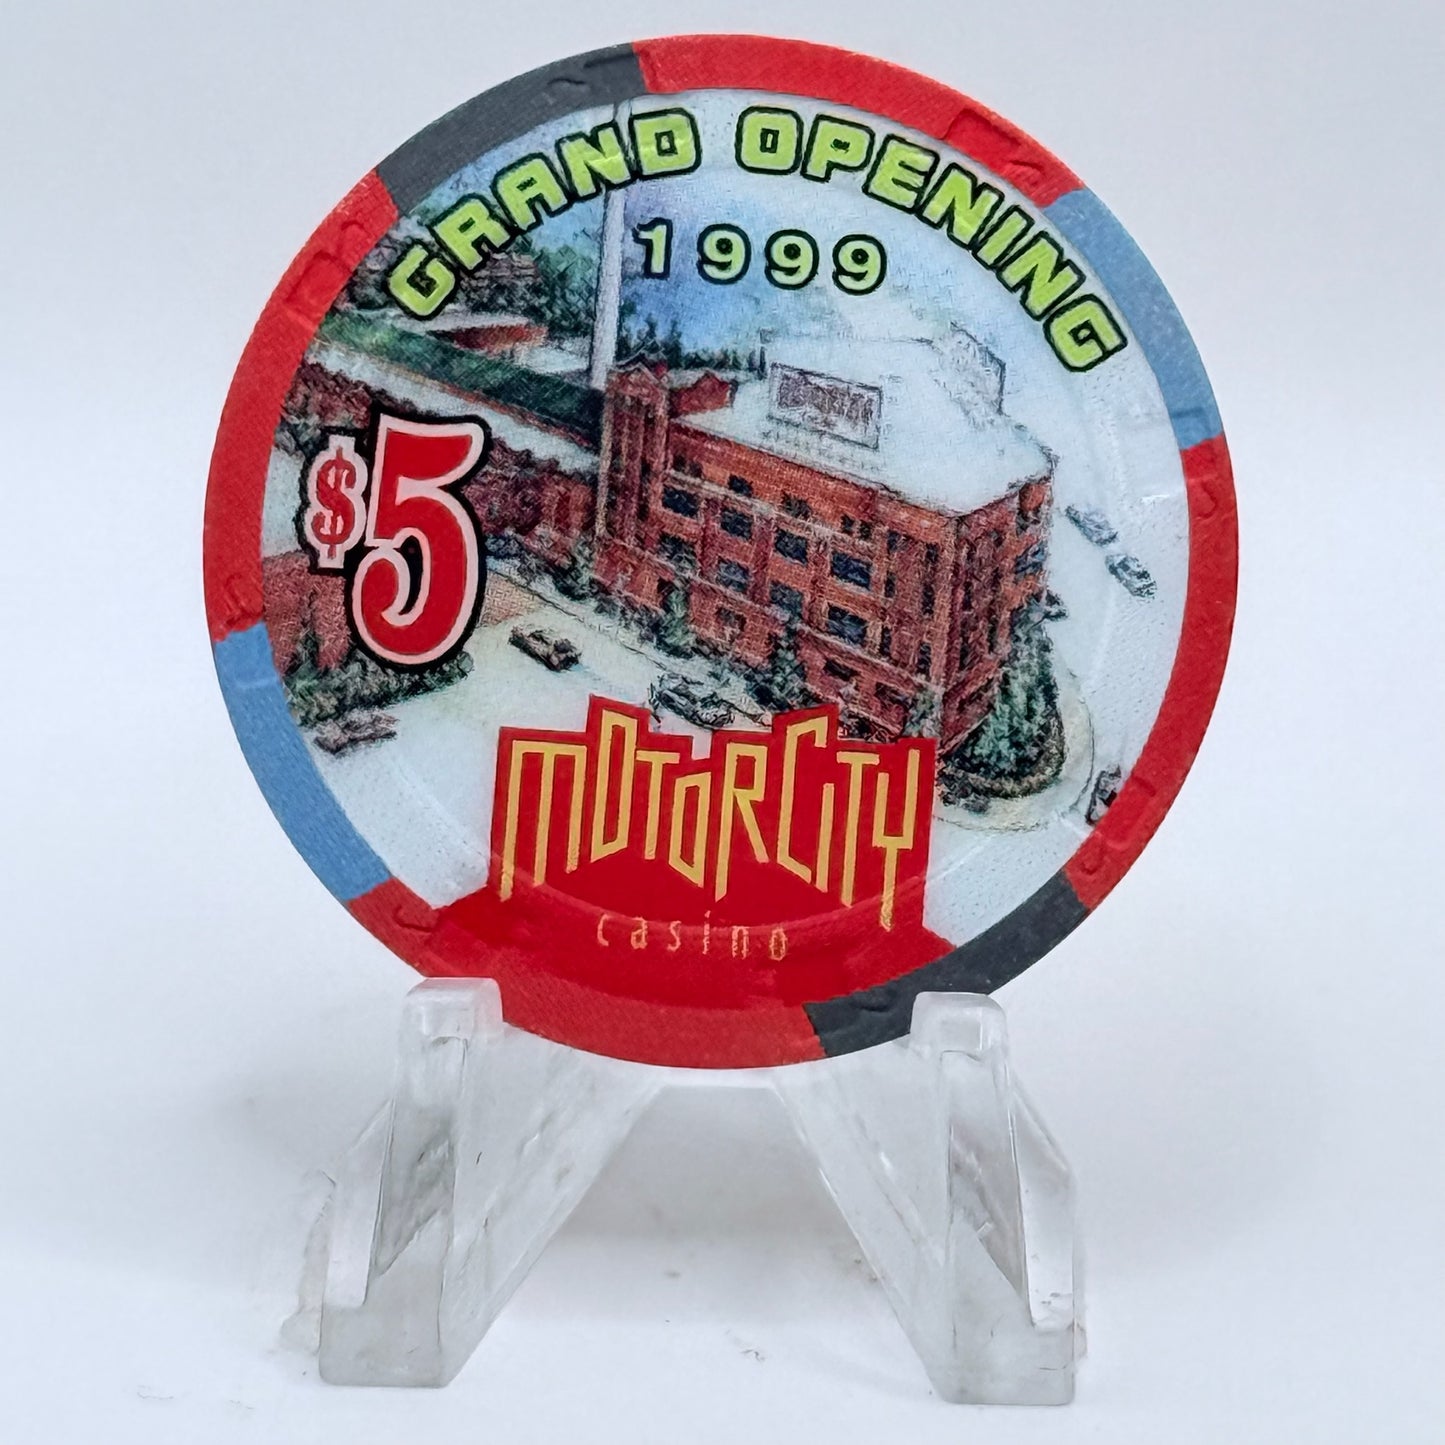 GRAND OPENING
1999
$5
MOTORCITY
casino